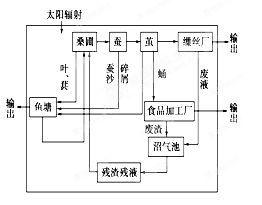 太阳辐射
桑園
蚕
茧
缫丝厂
输出
叶、葚
蚕沙
碎屑
蛹
废液
输出
鱼塘
食品加工厂
输出
废渣
沼气池
残渣残液